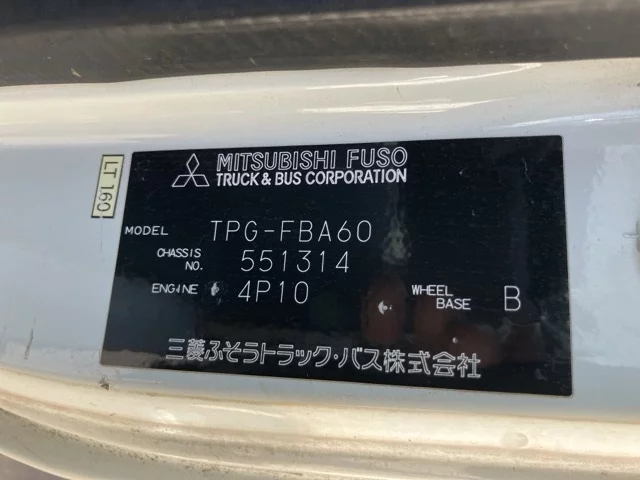 MITSUBISHI FUSO
TRUCK & BUS CORPORATION
LT160
MODEL TPG-FBA60
CHASSIS NO. 551314
ENGINE 4P10
WHEEL BASE B
三菱ふそうトラック・バス株式会社